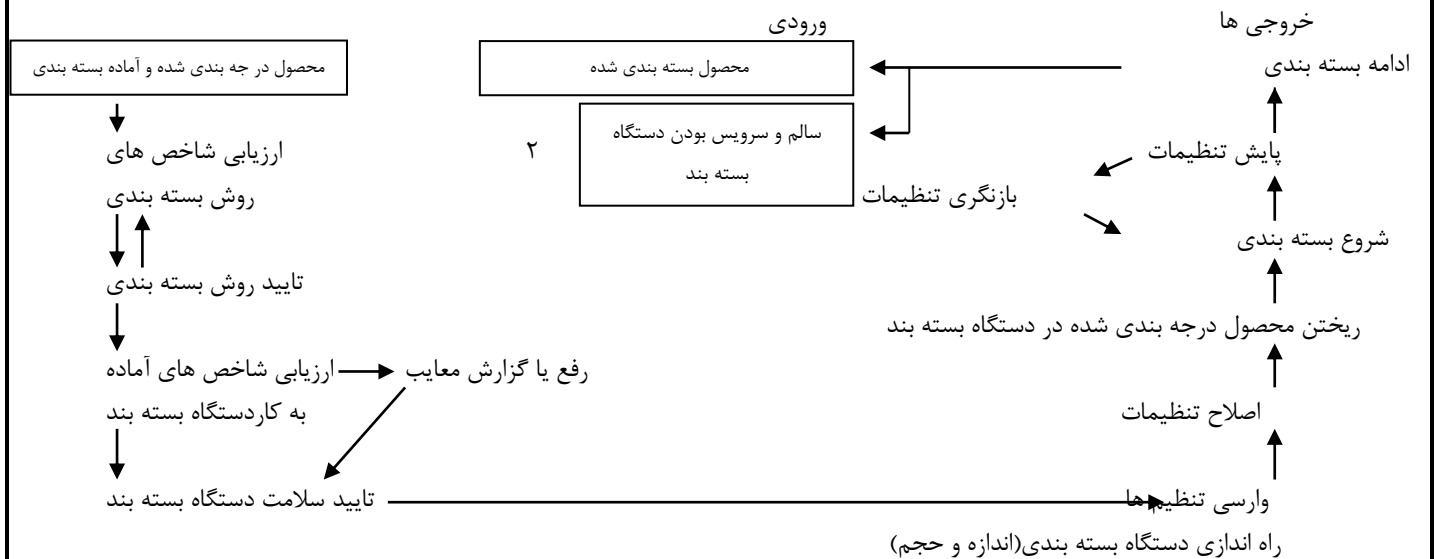 خروجی ها
ورودی
ادامه بسته بندی
محصول بسته بندی شده
محصول در جه بندی شده و آماده بسته بندی
سالم و سرویس بودن دستگاه
بسته بند
۲
پایش تنظیمات
ارزیابی شاخص های
روش بسته بندی
بازنگری تنظیمات
شروع بسته بندی
تایید روش بسته بندی
ریختن محصول درجه بندی شده در دستگاه بسته بند
ارزیابی شاخص های آماده
به کاردستگاه بسته بند
رفع یا گزارش معایب
اصلاح تنظیمات
تایید سلامت دستگاه بسته بند
وارسی تنظیم ها
راه اندازی دستگاه بسته بندی(اندازه و حجم)